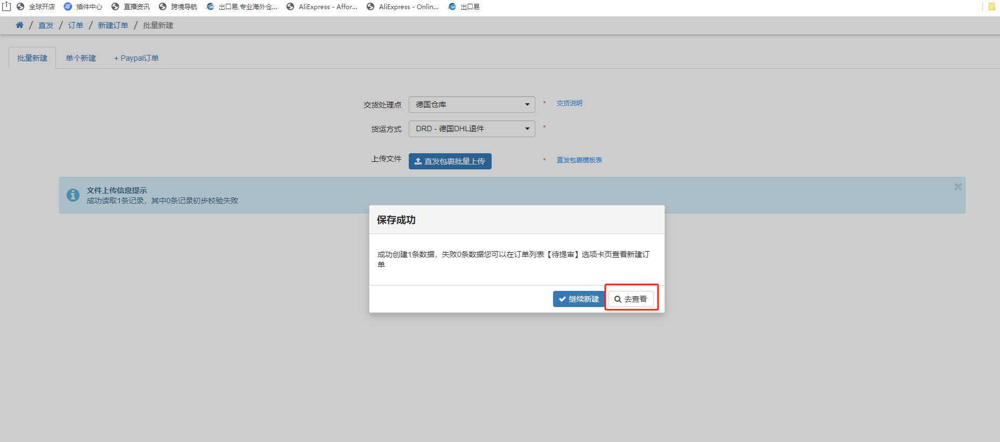 全球开店 插件中心 直播资讯 跨境导航 出口易,专业海外仓... AliExpress - Affor... AliExpress - Onlin... 出口易
/ 直发 / 订单 / 新建订单 / 批量新建
批量新建 单个新建 + Paypal订单
交货处理点 德国仓库 * 交货说明
货运方式 DRD - 德国DHL退件 *
上传文件 直发包裹批量上传 * 直发包裹模板表
文件上传信息提示
成功读取1条记录，其中0条记录初步校验失败
保存成功
成功创建1条数据，失败0条数据您可以在订单列表【待提审】选项卡页查看新建订
单
继续新建 去查看